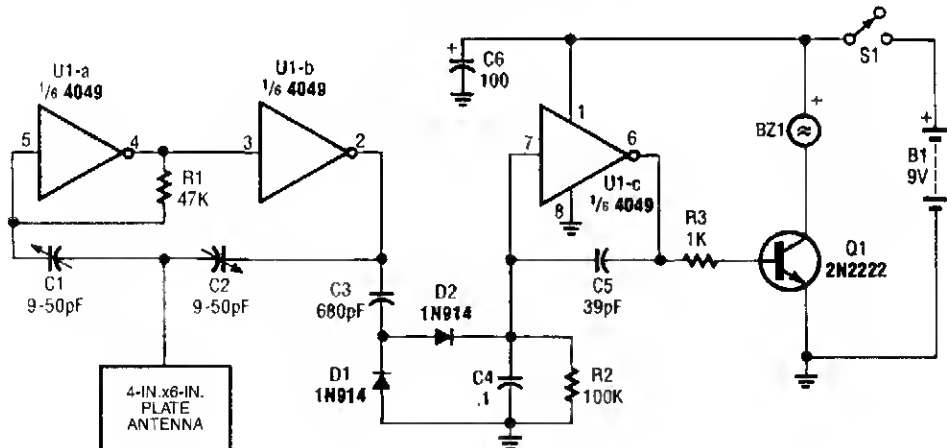 U1-a
1/6 4049
5
4
R1
47K
C1
9-50pF
U1-b
1/6 4049
3
2
C2
9-50pF
4-IN.x6-IN.
PLATE
ANTENNA
C3
680pF
D1
1N914
D2
1N914
C4
.1
R2
100K
+
C6
100
1
7
6
8
U1-c
1/6 4049
C5
39pF
R3
1K
+
BZ1
Q1
2N2222
S1
+
B1
9V